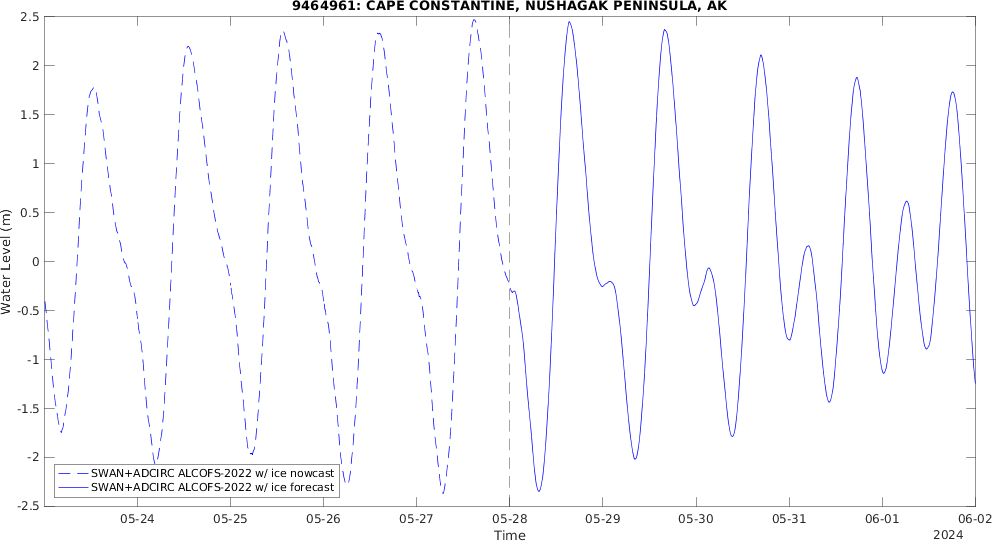 9464961: CAPE CONSTANTINE, NUSHAGAK PENINSULA, AK
2.5
2
1.5
1
0.5
0
-0.5
-1
-1.5
-2
-2.5
Water Level (m)
SWAN+ADCIRC ALCOFS-2022 w/ ice nowcast
SWAN+ADCIRC ALCOFS-2022 w/ ice forecast
05-24 05-25 05-26 05-27 05-28 05-29 05-30 05-31 06-01 06-02
Time
2024